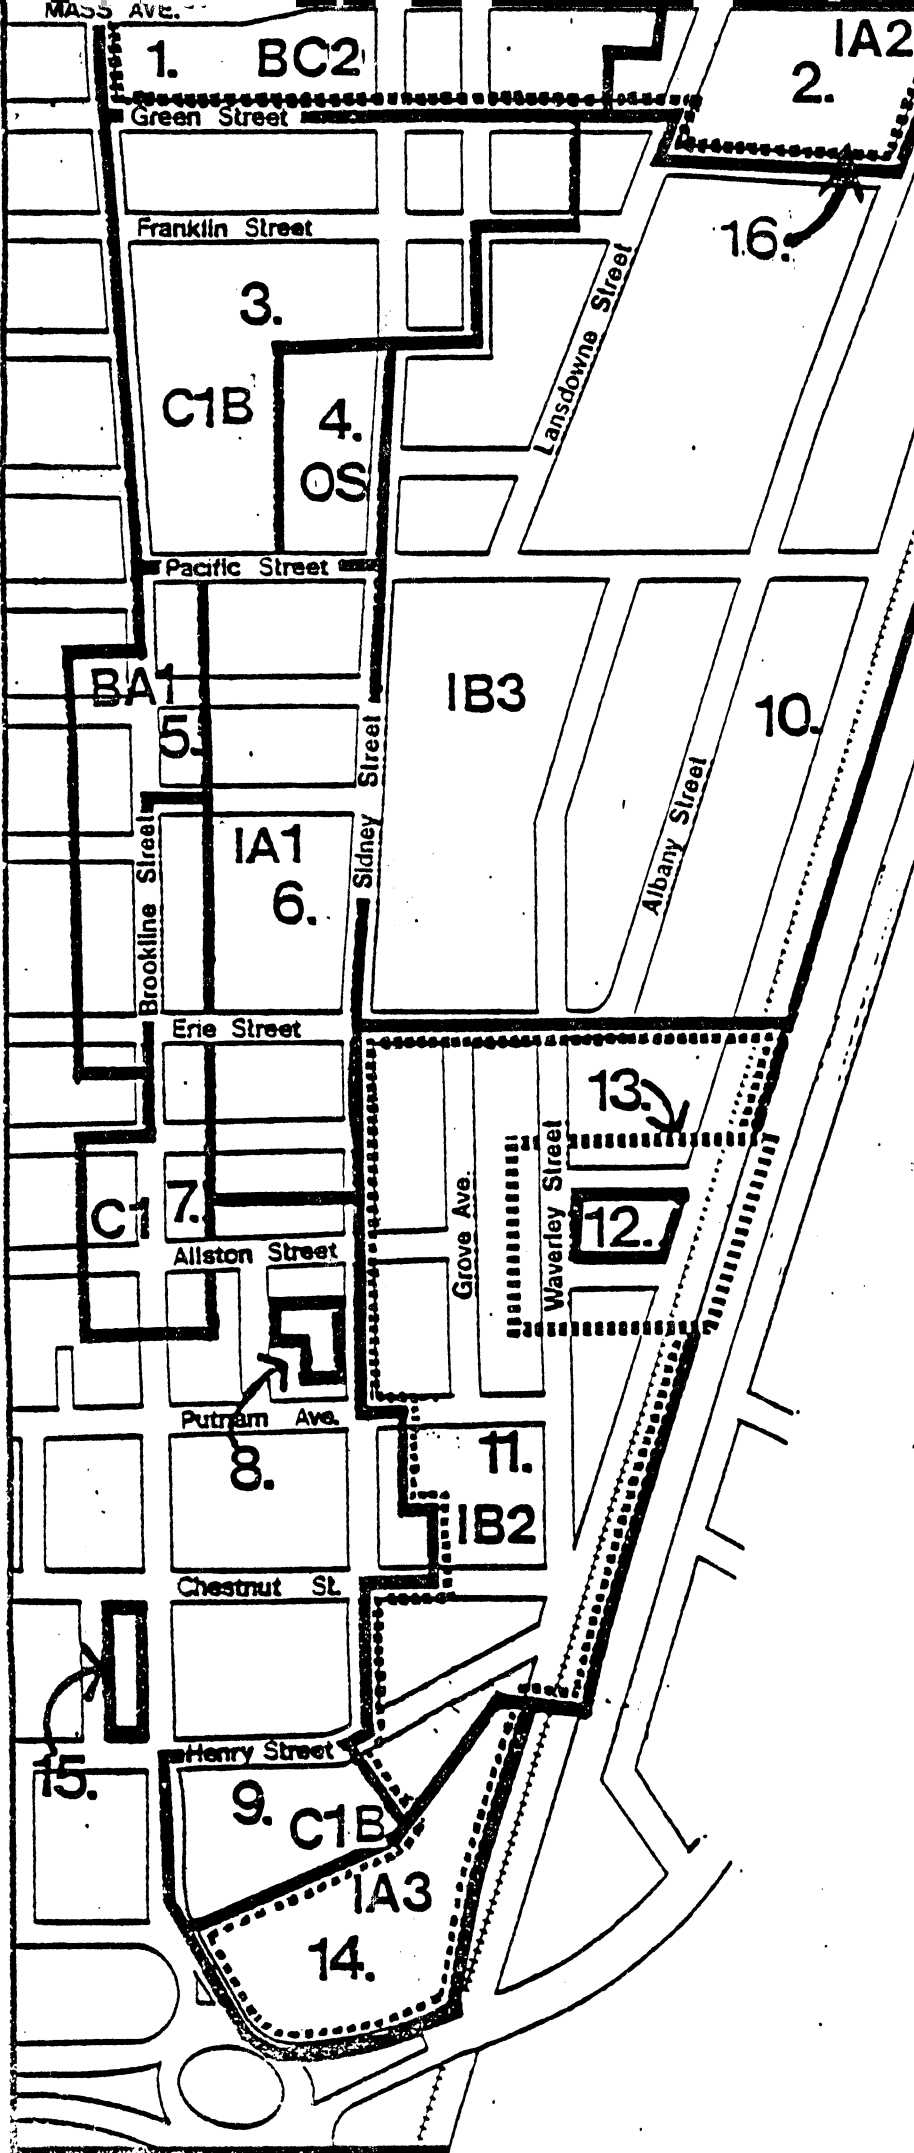 MASS AVE.
1. BC2
IA2
2.
Green Street
16.
Franklin Street
3.
Lansdowne Street
C1B
4.
OS
Pacific Street
BA1
5.
IB3
10.
Sidney Street
Albany Street
Brookline Street
IA1
6.
Erie Street
13.
Waverley Street
Grove Ave.
C1
7.
12.
Allston Street
Putnam Ave.
8.
11.
IB2
Chestnut St.
15.
Henry Street
9.
C1B
IA3
14.